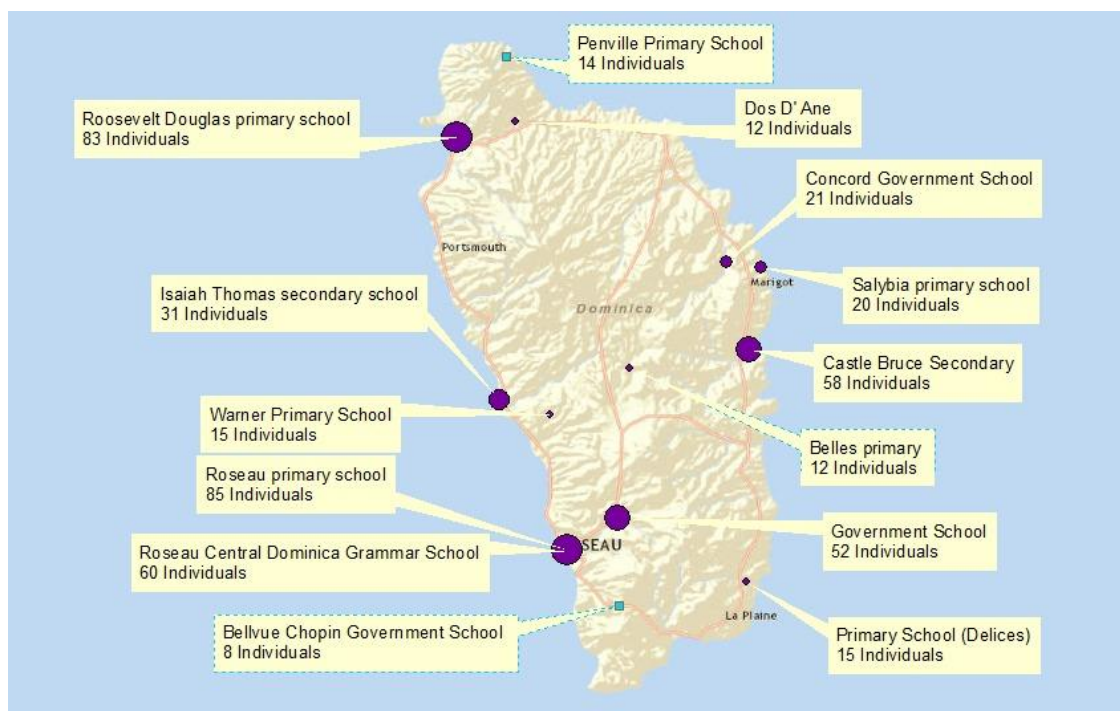 Penville Primary School
14 Individuals
Dos D' Ane
12 Individuals
Roosevelt Douglas primary school
83 Individuals
Concord Government School
21 Individuals
Portsmouth
Marigot
Salybia primary school
20 Individuals
Isaiah Thomas secondary school
31 Individuals
Dominica
Castle Bruce Secondary
58 Individuals
Warner Primary School
15 Individuals
Belles primary
12 Individuals
Roseau primary school
85 Individuals
Government School
52 Individuals
Roseau Central Dominica Grammar School
60 Individuals
SEAU
Bellvue Chopin Government School
8 Individuals
La Plaine
Primary School (Delices)
15 Individuals